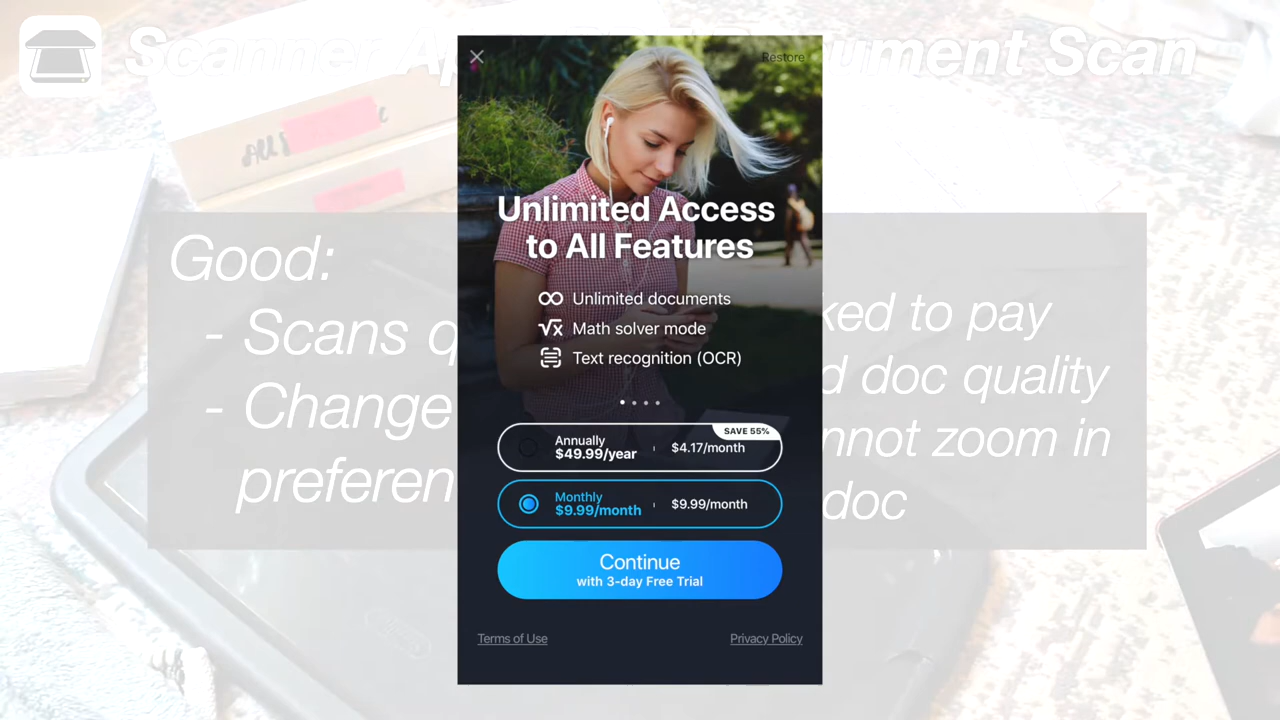 Scanner Ap ument Scan
Restore
Unlimited Access
to All Features
Unlimited documents
Math solver mode
Text recognition (OCR)
SAVE 55%
Annually
$49.99/year $4.17/month
Monthly
$9.99/month $9.99/month
Continue
with 3-day Free Trial
Terms of Use Privacy Policy
Good:
- Scans q
- Change
preferen
ked to pay
d doc quality
nnot zoom in
doc